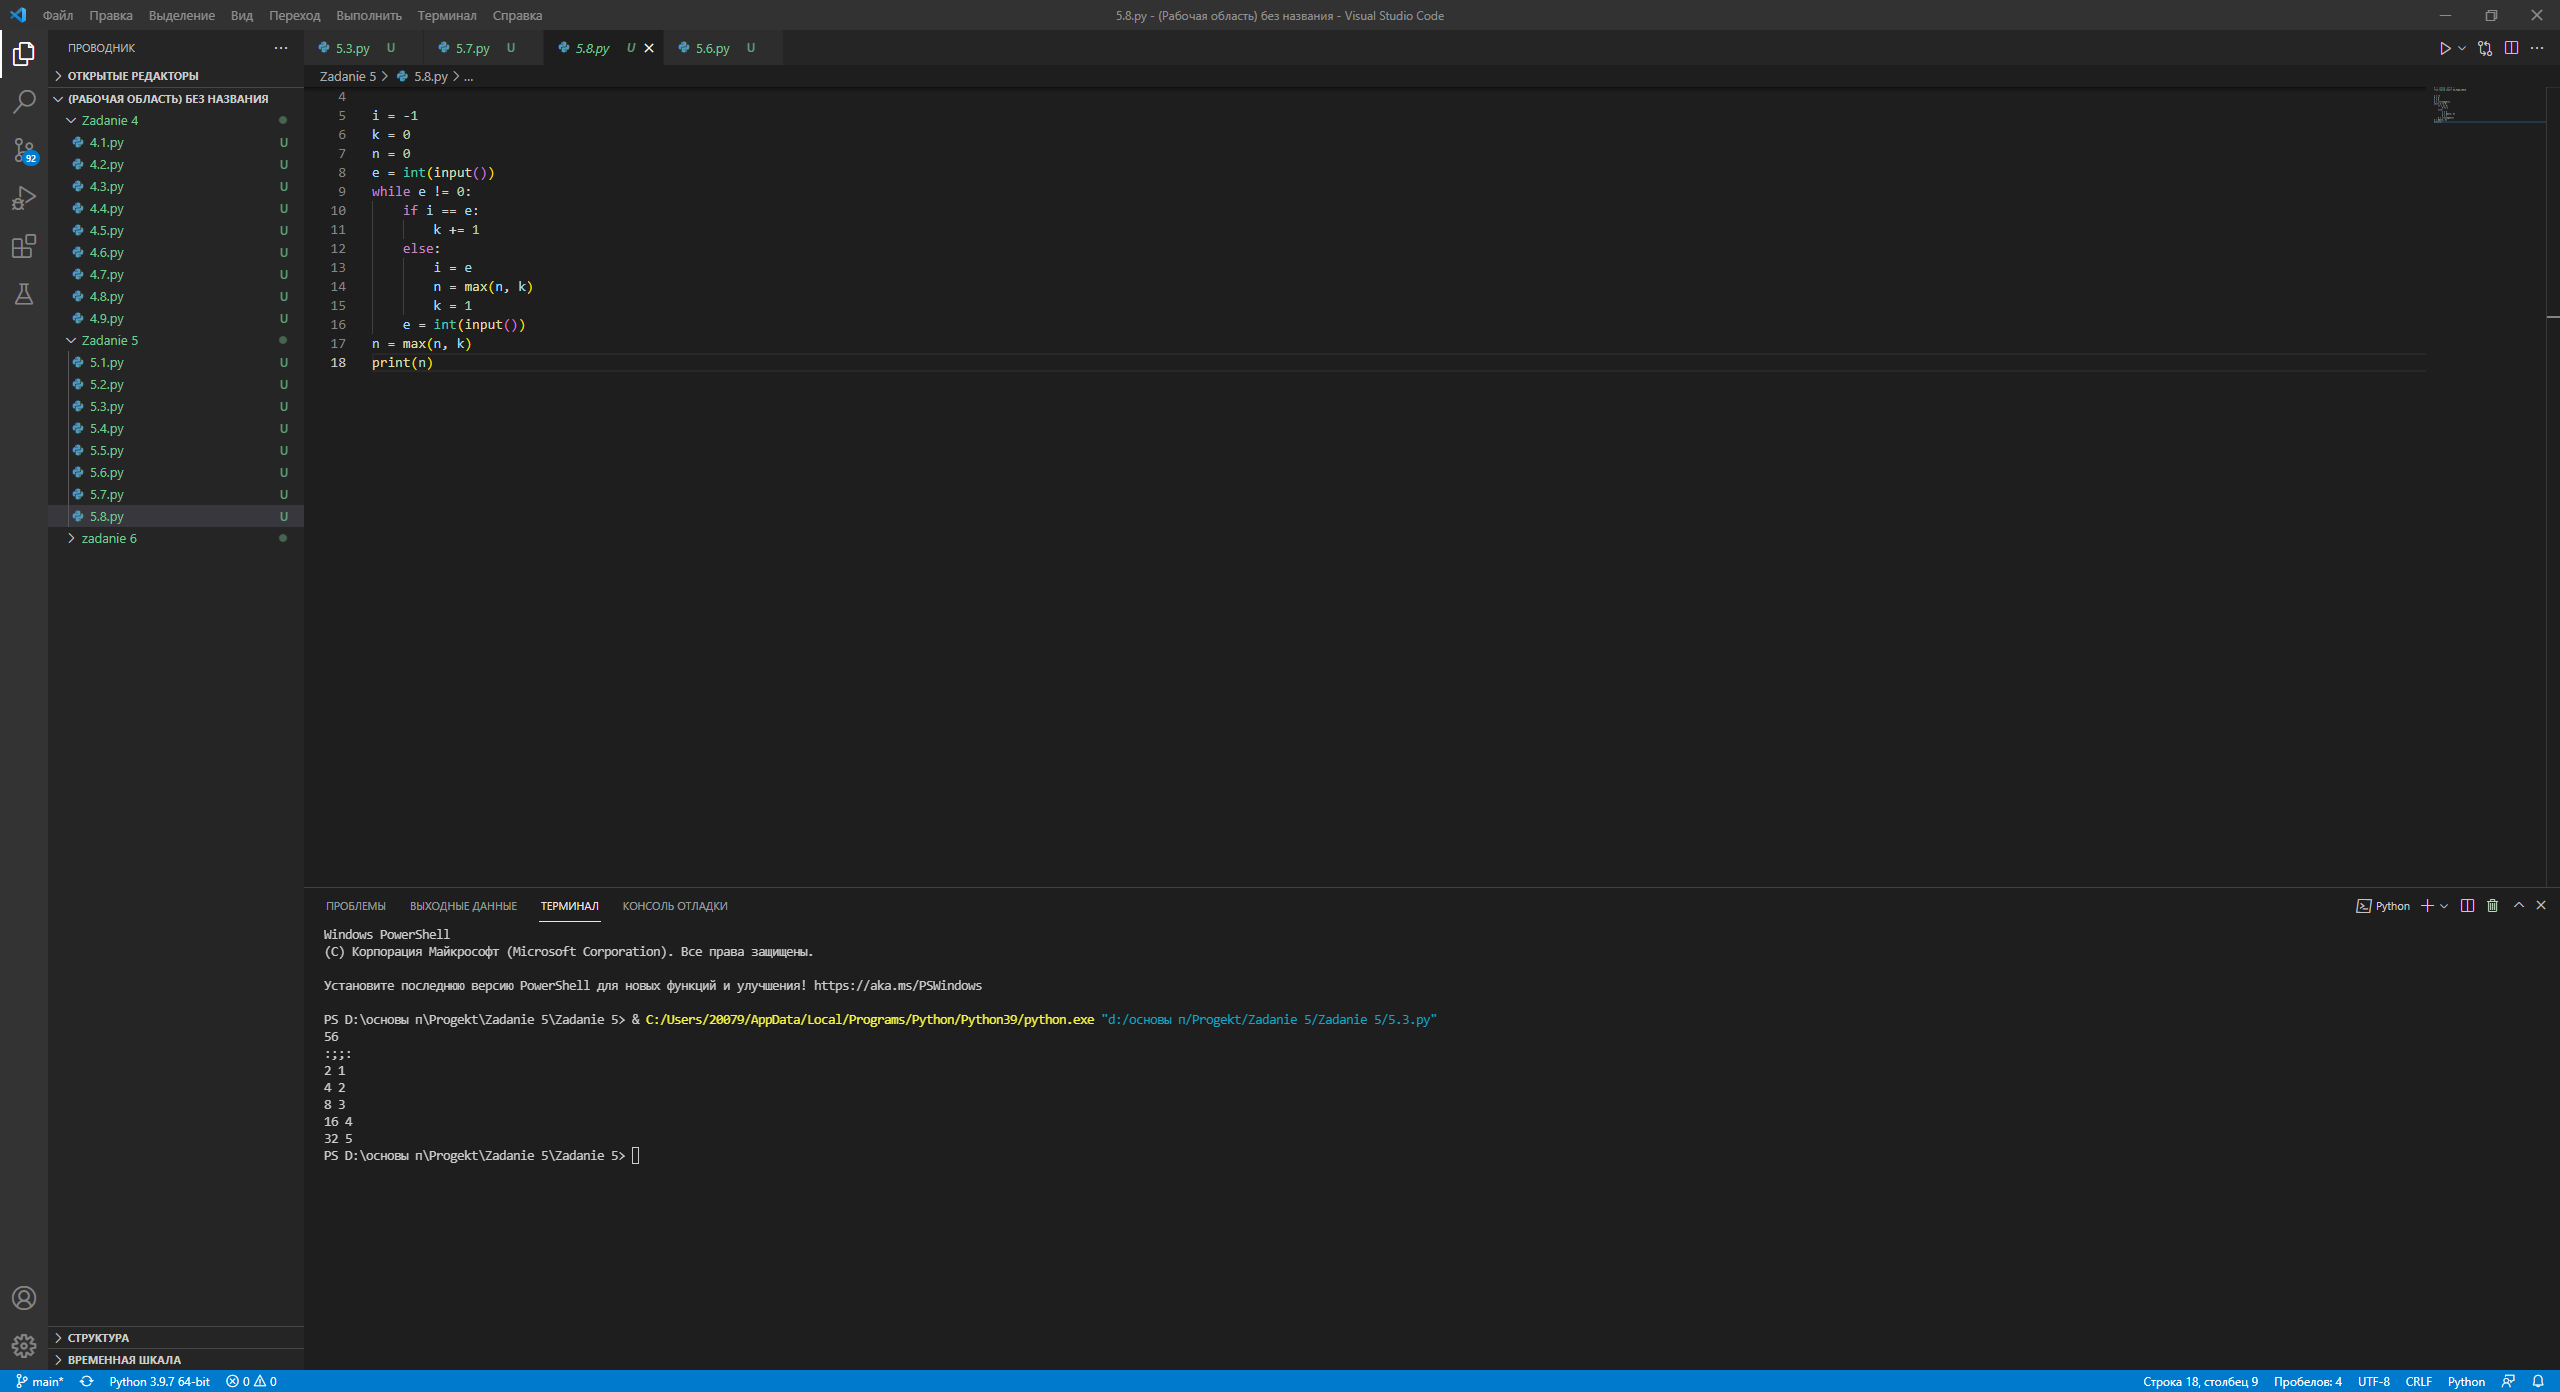 Файл Правка Выделение Вид Переход Выполнить Терминал Справка
5.8.py - (Рабочая область) без названия - Visual Studio Code
ПРОВОДНИК
ОТКРЫТЫЕ РЕДАКТОРЫ
(РАБОЧАЯ ОБЛАСТЬ) БЕЗ НАЗВАНИЯ
Zadanie 4
4.1.py U
4.2.py U
4.3.py U
4.4.py U
4.5.py U
4.6.py U
4.7.py U
4.8.py U
4.9.py U
Zadanie 5
5.1.py U
5.2.py U
5.3.py U
5.4.py U
5.5.py U
5.6.py U
5.7.py U
5.8.py U
zadanie 6
92
СТРУКТУРА
ВРЕМЕННАЯ ШКАЛА
5.3.py U 5.7.py U 5.8.py U 5.6.py U
Zadanie 5 > 5.8.py > ...
4
5 i = -1
6 k = 0
7 n = 0
8 e = int(input())
9 while e != 0:
10 if i == e:
11 k += 1
12 else:
13 i = e
14 n = max(n, k)
15 k = 1
16 e = int(input())
17 n = max(n, k)
18 print(n)
ПРОБЛЕМЫ ВЫХОДНЫЕ ДАННЫЕ ТЕРМИНАЛ КОНСОЛЬ ОТЛАДКИ
Python
Windows PowerShell
(C) Корпорация Майкрософт (Microsoft Corporation). Все права защищены.
Установите последнюю версию PowerShell для новых функций и улучшения! https://aka.ms/PSWindows
PS D:\основы п\Progekt\Zadanie 5\Zadanie 5> & C:/Users/20079/AppData/Local/Programs/Python/Python39/python.exe "d:/основы п/Progekt/Zadanie 5/Zadanie 5/5.3.py"
56
:;;:
2 1
4 2
8 3
16 4
32 5
PS D:\основы п\Progekt\Zadanie 5\Zadanie 5>
main* Python 3.9.7 64-bit 0 0
Строка 18, столбец 9 Пробелов: 4 UTF-8 CRLF Python